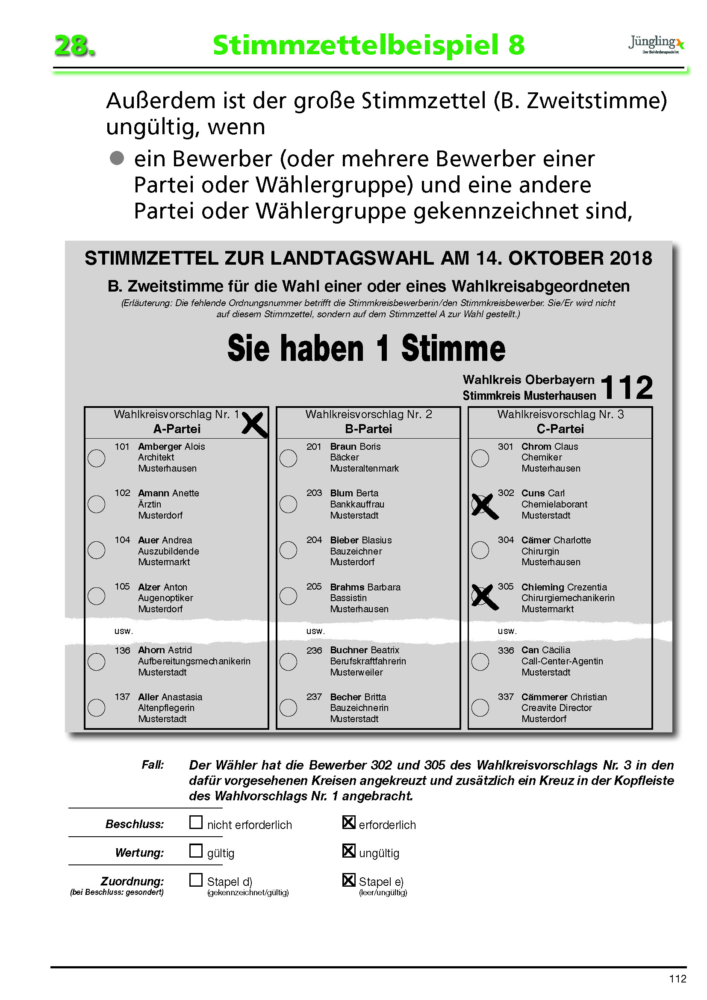 28.
Stimmzettelbeispiel 8
Jüngling
Der Behördenspezialist
Außerdem ist der große Stimmzettel (B. Zweitstimme)
ungültig, wenn
● ein Bewerber (oder mehrere Bewerber einer
Partei oder Wählergruppe) und eine andere
Partei oder Wählergruppe gekennzeichnet sind,
STIMMZETTEL ZUR LANDTAGSWAHL AM 14. OKTOBER 2018
B. Zweitstimme für die Wahl einer oder eines Wahlkreisabgeordneten
(Erläuterung: Die fehlende Ordnungsnummer betrifft die Stimmkreisbewerberin/den Stimmkreisbewerber. Sie/Er wird nicht
auf diesem Stimmzettel, sondern auf dem Stimmzettel A zur Wahl gestellt.)
Sie haben 1 Stimme
Wahlkreis Oberbayern
Stimmkreis Musterhausen
112
Wahlkreisvorschlag Nr. 1
A-Partei
101 Amberger Alois
Architekt
Musterhausen
102 Amann Anette
Ärztin
Musterdorf
104 Auer Andrea
Auszubildende
Mustermarkt
105 Alzer Anton
Augenoptiker
Musterdorf
usw.
136 Ahorn Astrid
Aufbereitungsmechanikerin
Musterstadt
137 Aller Anastasia
Altenpflegerin
Musterstadt
Wahlkreisvorschlag Nr. 2
B-Partei
201 Braun Boris
Bäcker
Musteraltenmark
203 Blum Berta
Bankkauffrau
Musterstadt
204 Bieber Blasius
Bauzeichner
Musterdorf
205 Brahms Barbara
Bassistin
Musterhausen
usw.
236 Buchner Beatrix
Berufskraftfahrerin
Musterweiler
237 Becher Britta
Bauzeichnerin
Musterstadt
Wahlkreisvorschlag Nr. 3
C-Partei
301 Chrom Claus
Chemiker
Musterhausen
302 Cuns Carl
Chemielaborant
Musterstadt
304 Cämer Charlotte
Chirurgin
Musterhausen
305 Chieming Crezentia
Chirurgiemechanikerin
Mustermarkt
usw.
336 Can Cäcilia
Call-Center-Agentin
Musterstadt
337 Cämmerer Christian
Creavite Director
Musterdorf
Fall: Der Wähler hat die Bewerber 302 und 305 des Wahlkreisvorschlags Nr. 3 in den
dafür vorgesehenen Kreisen angekreuzt und zusätzlich ein Kreuz in der Kopfleiste
des Wahlvorschlags Nr. 1 angebracht.
Beschluss: nicht erforderlich erforderlich
Wertung: gültig ungültig
Zuordnung: Stapel d) Stapel e)
(bei Beschluss: gesondert) (gekennzeichnet/gültig) (leer/ungültig)
112